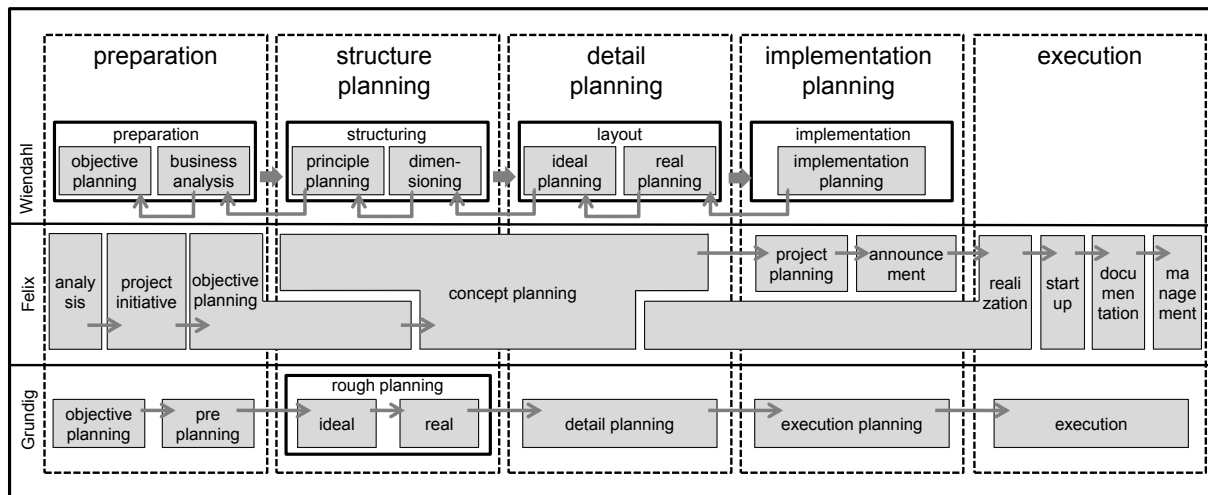 preparation
structure
planning
detail
planning
implementation
planning
execution
Wiendahl
preparation
objective
planning
business
analysis
structuring
principle
planning
dimen-
sioning
layout
ideal
planning
real
planning
implementation
implementation
planning
Felix
analy
sis
project
initiative
objective
planning
concept planning
project
planning
announce
ment
reali
zation
start
up
docu
men
tation
ma
nage
ment
Grundig
objective
planning
pre
planning
rough planning
ideal
real
detail planning
execution planning
execution